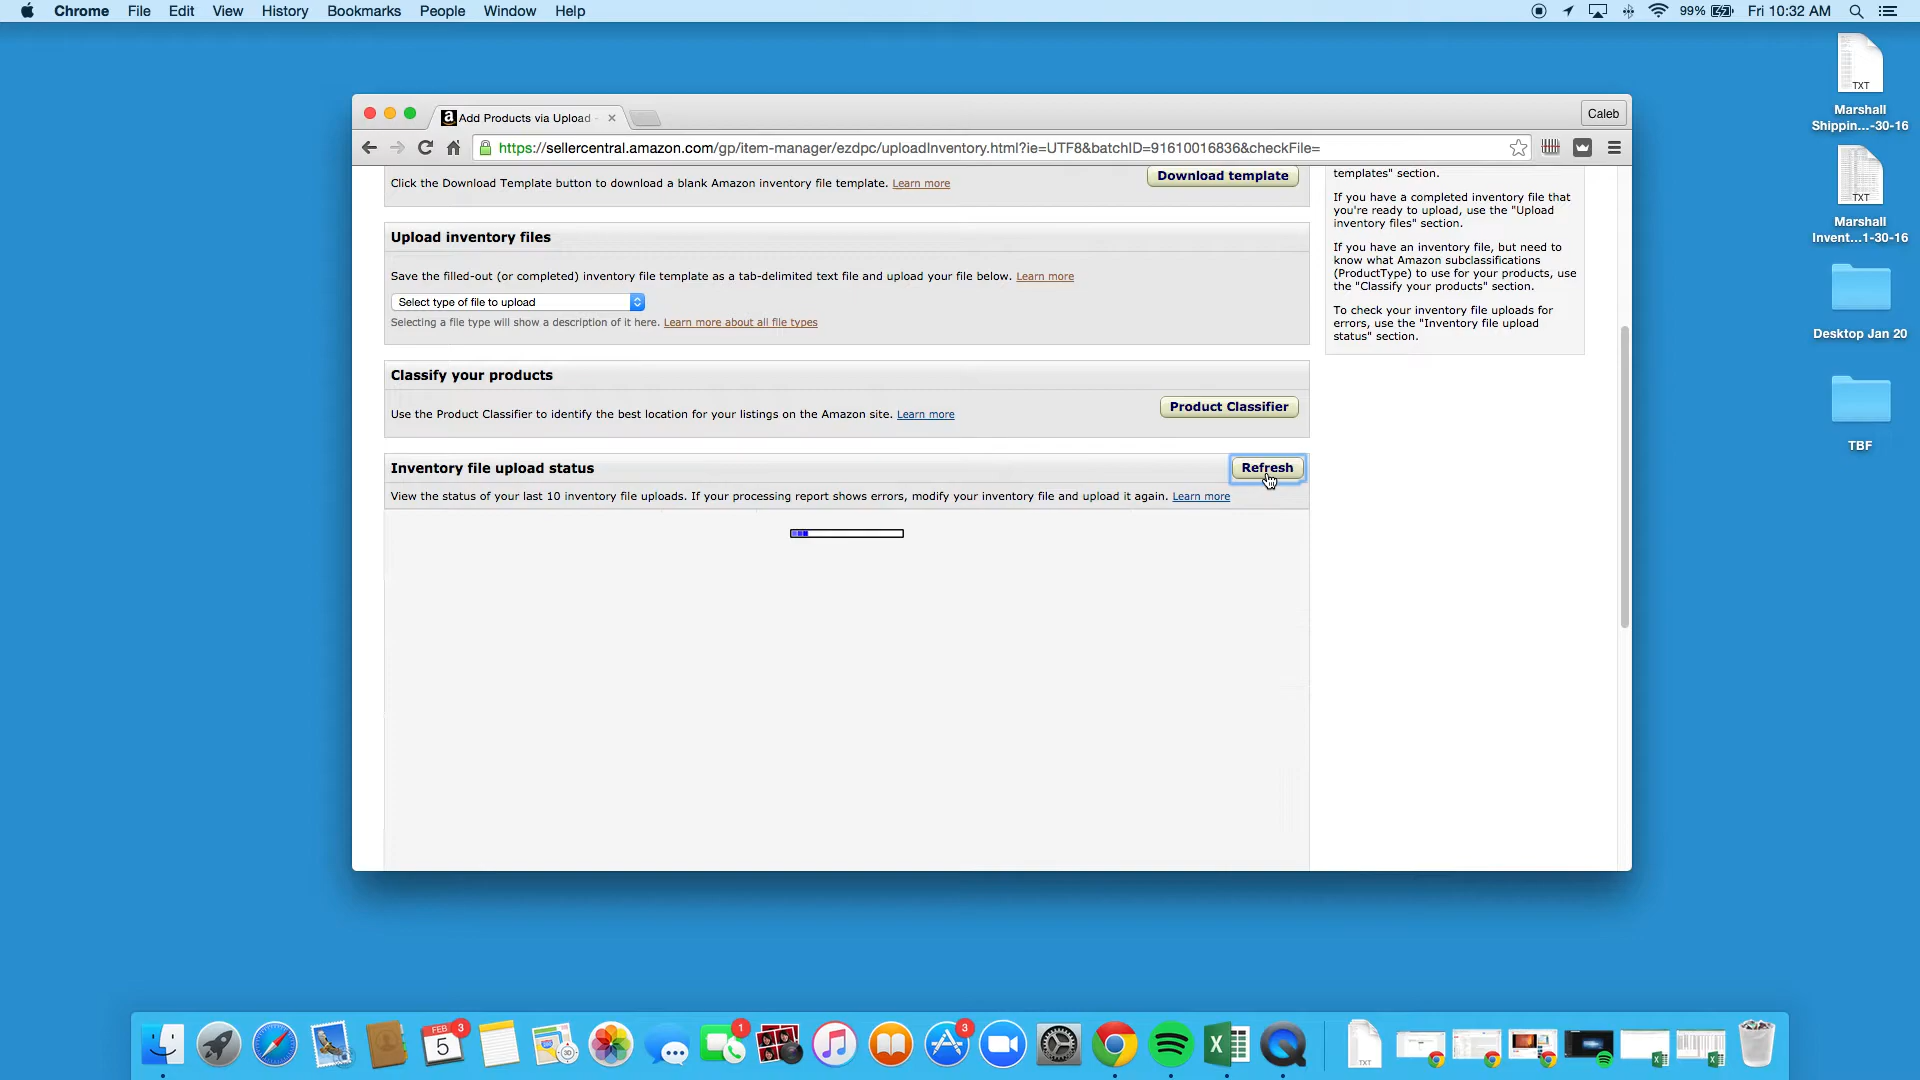 Chrome File Edit View History Bookmarks People Window Help 99% Fri 10:32 AM
Add Products via Upload
Caleb
https://sellercentral.amazon.com/gp/item-manager/ezdpc/uploadInventory.html?ie=UTF8&batchID=91610016836&checkFile=
Click the Download Template button to download a blank Amazon inventory file template. Learn more
Download template
Upload inventory files
Save the filled-out (or completed) inventory file template as a tab-delimited text file and upload your file below. Learn more
Select type of file to upload
Selecting a file type will show a description of it here. Learn more about all file types
Classify your products
Use the Product Classifier to identify the best location for your listings on the Amazon site. Learn more
Product Classifier
Inventory file upload status
Refresh
View the status of your last 10 inventory file uploads. If your processing report shows errors, modify your inventory file and upload it again. Learn more
templates" section.
If you have a completed inventory file that
you're ready to upload, use the "Upload
inventory files" section.
If you have an inventory file, but need to
know what Amazon subclassifications
(ProductType) to use for your products, use
the "Classify your products" section.
To check your inventory file uploads for
errors, use the "Inventory file upload
status" section.
TXT
Marshall
Shippin...-30-16
TXT
Marshall
Invent...1-30-16
Desktop Jan 20
TBF
FEB
5
3
1
3
TXT